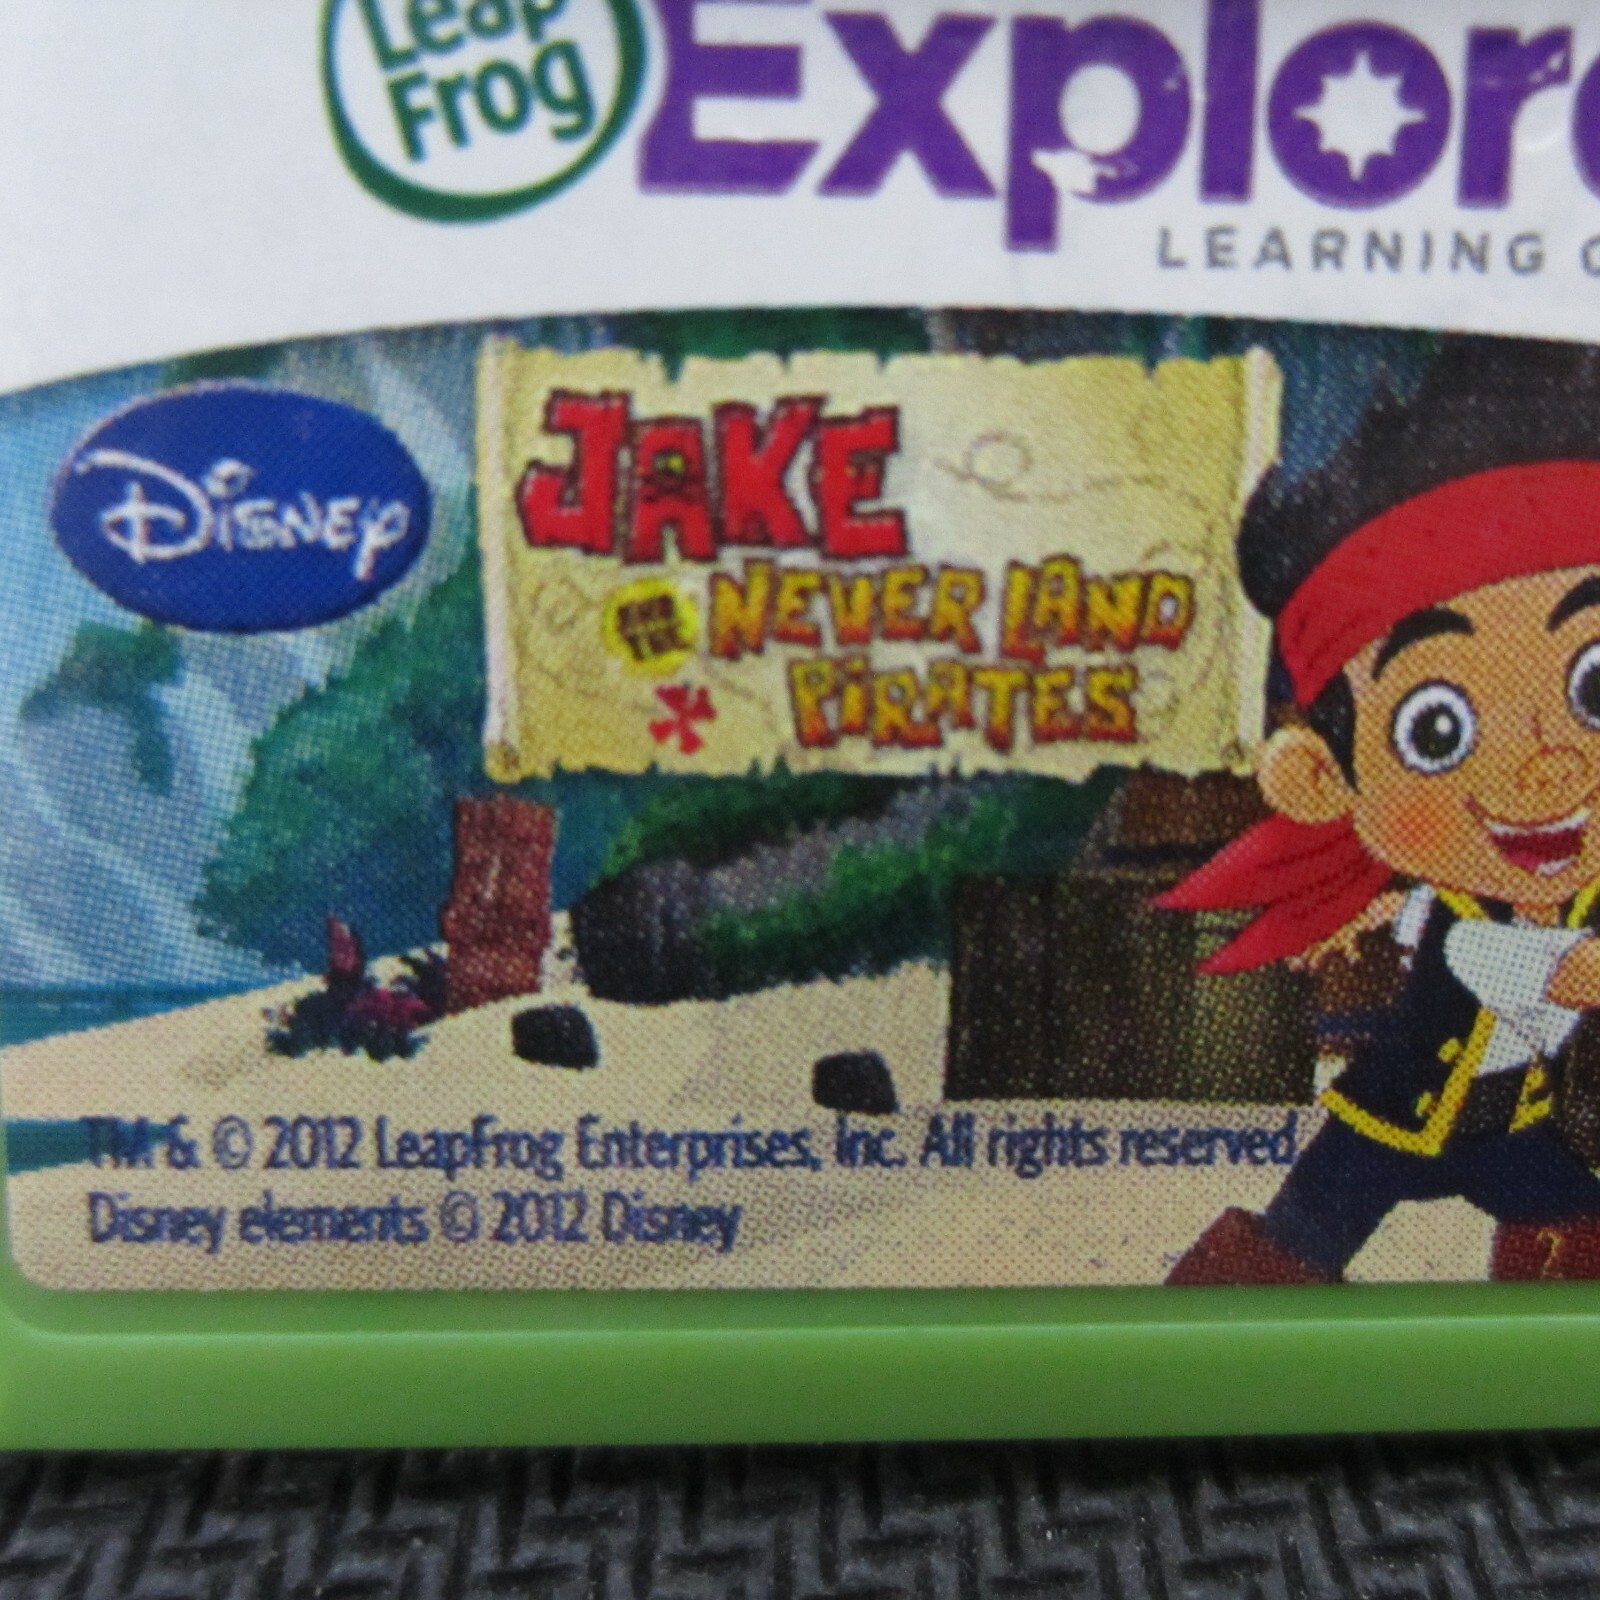 Leap
Frog
Explore
LEARNING
Disney
JAKE
AND THE
NEVER LAND
PIRATES
TM & © 2012 LeapFrog Enterprises, Inc. All rights reserved
Disney elements © 2012 Disney